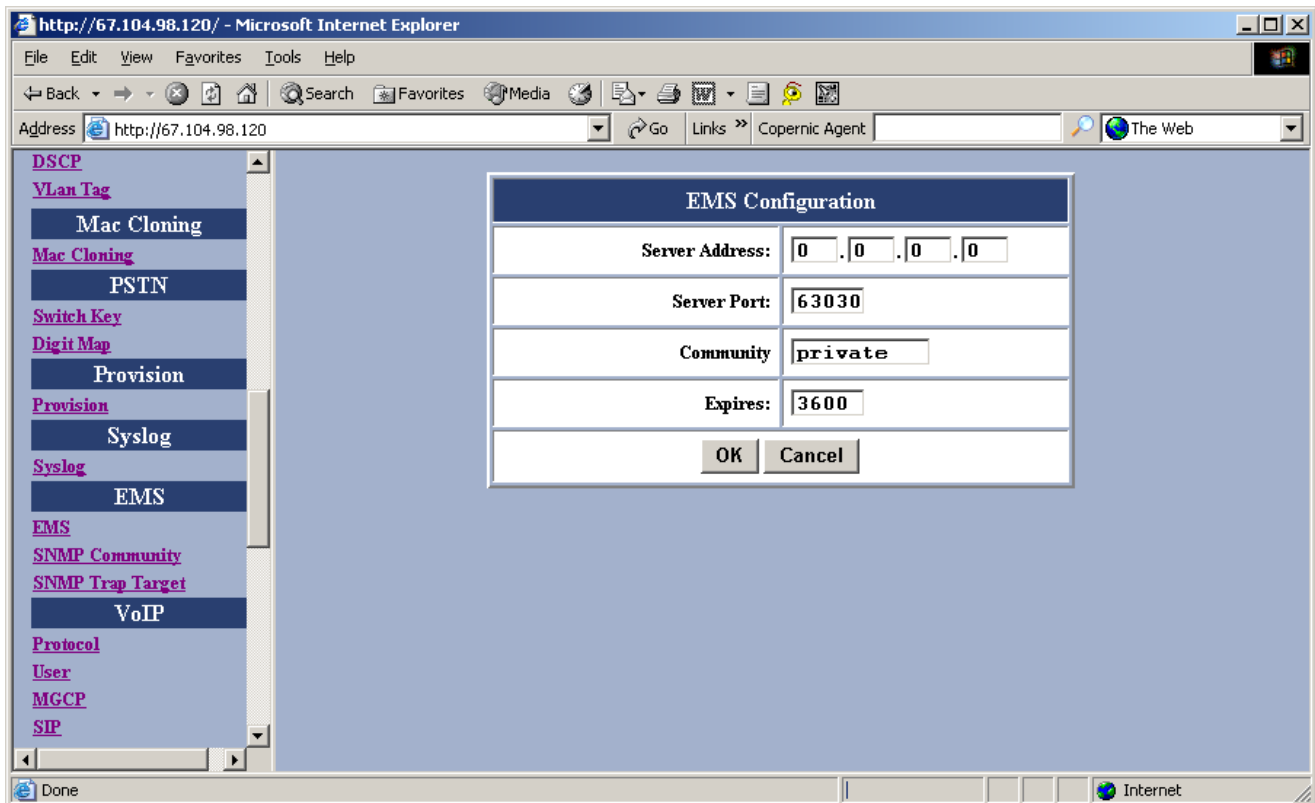 http://67.104.98.120/ - Microsoft Internet Explorer
File Edit View Favorites Tools Help
Back Search Favorites Media
Address http://67.104.98.120 Go Links » Copernic Agent The Web
DSCP
VLan Tag
Mac Cloning
Mac Cloning
PSTN
Switch Key
Digit Map
Provision
Provision
Syslog
Syslog
EMS
EMS
SNMP Community
SNMP Trap Target
VoIP
Protocol
User
MGCP
SIP
EMS Configuration
Server Address: 0 . 0 . 0 . 0
Server Port: 63030
Community private
Expires: 3600
OK Cancel
Done Internet